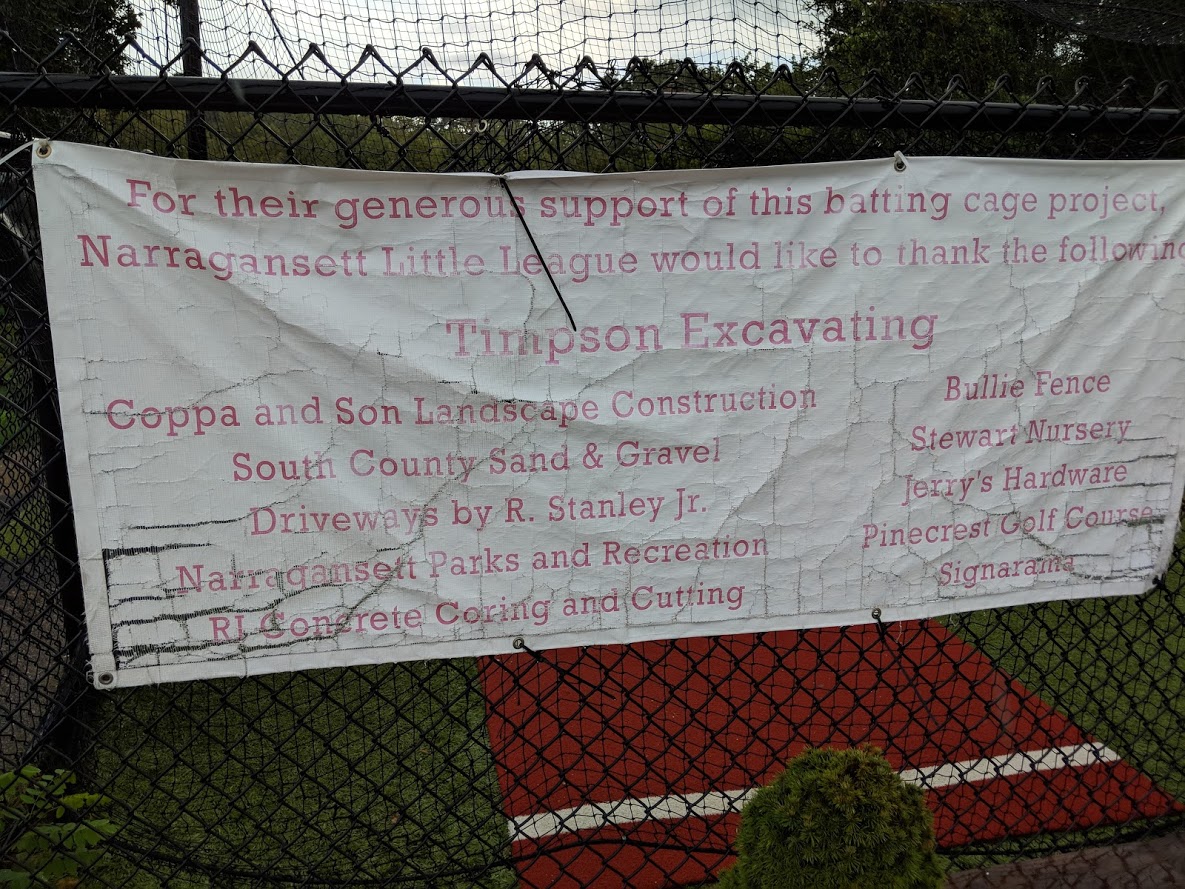 For their generous support of this batting cage project,
Narragansett Little League would like to thank the following
Timpson Excavating
Coppa and Son Landscape Construction
South County Sand & Gravel
Driveways by R. Stanley Jr.
Narragansett Parks and Recreation
RI Concrete Coring and Cutting
Bullie Fence
Stewart Nursery
Jerry's Hardware
Pinecrest Golf Course
Signarama